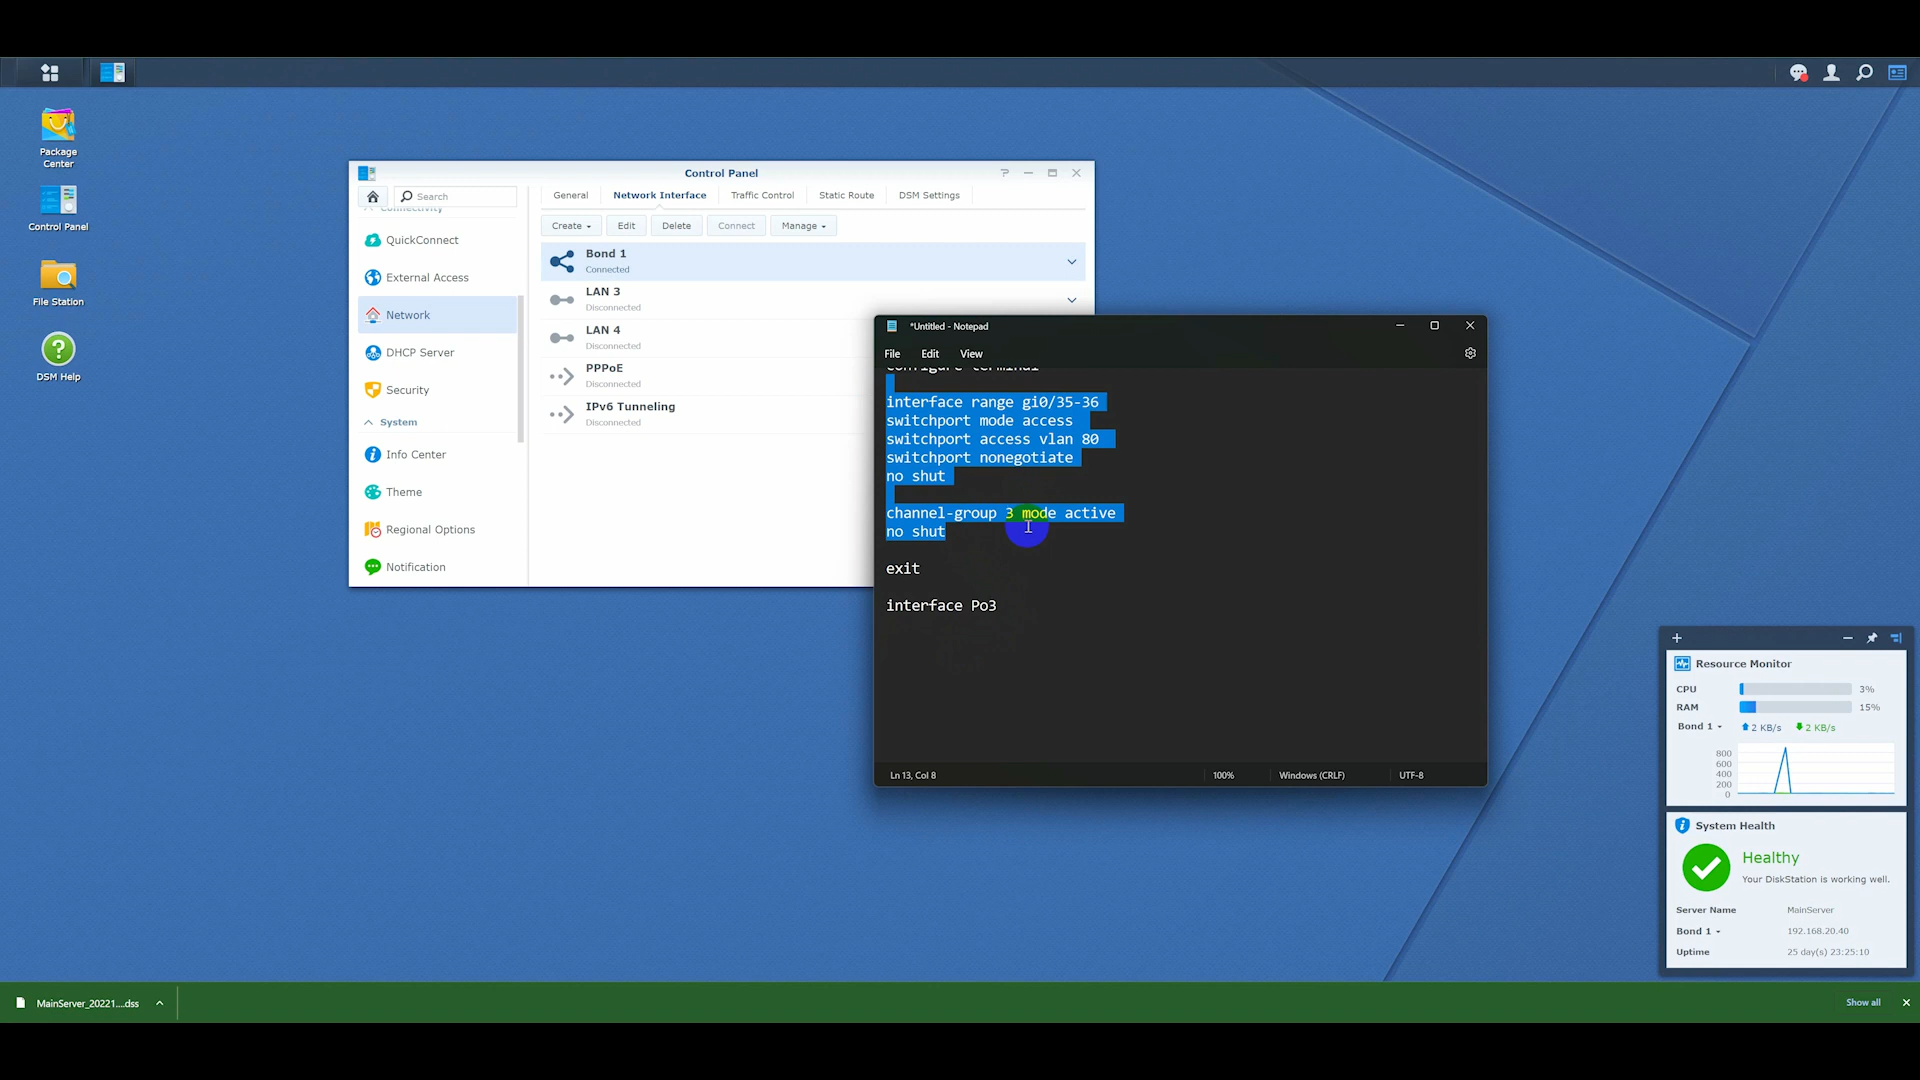 Package
Center
Control Panel
File Station
DSM Help
Control Panel
Search
General
Network Interface
Traffic Control
Static Route
DSM Settings
Create
Edit
Delete
Connect
Manage
Connectivity
QuickConnect
External Access
Network
DHCP Server
Security
System
Info Center
Theme
Regional Options
Notification
Bond 1
Connected
LAN 3
Disconnected
LAN 4
Disconnected
PPPoE
Disconnected
IPv6 Tunneling
Disconnected
*Untitled - Notepad
File Edit View
configure terminal
interface range gi0/35-36
switchport mode access
switchport access vlan 80
switchport nonegotiate
no shut
channel-group 3 mode active
no shut
exit
interface Po3
Ln 13, Col 8
100%
Windows (CRLF)
UTF-8
Resource Monitor
CPU 3%
RAM 15%
Bond 1 2 KB/s 2 KB/s
800
600
400
200
0
System Health
Healthy
Your DiskStation is working well.
Server Name MainServer
Bond 1 192.168.20.40
Uptime 25 day(s) 23:25:10
MainServer_20221....dss
Show all